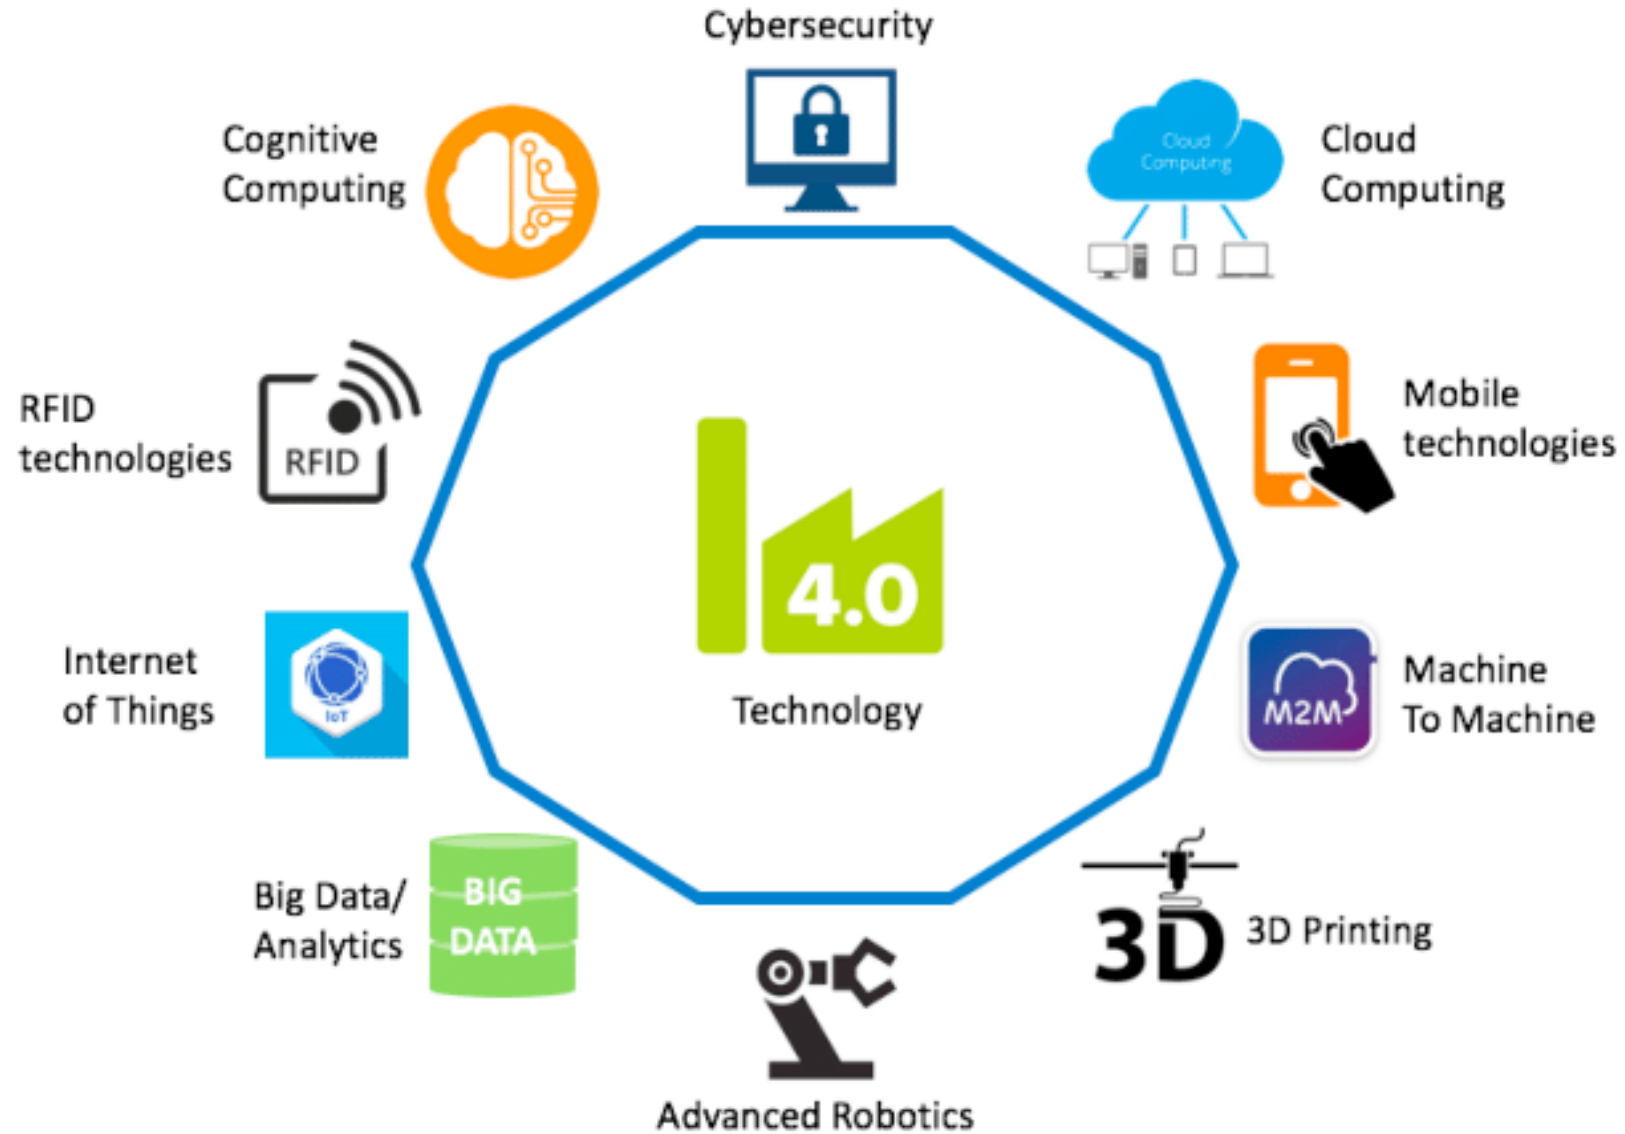 Cybersecurity
Cognitive
Computing
Cloud
Computing
Cloud
Computing
RFID
technologies
RFID
Mobile
technologies
4.0
Technology
Internet
of Things
IoT
M2M
Machine
To Machine
Big Data/
Analytics
BIG
DATA
3D
3D Printing
Advanced Robotics